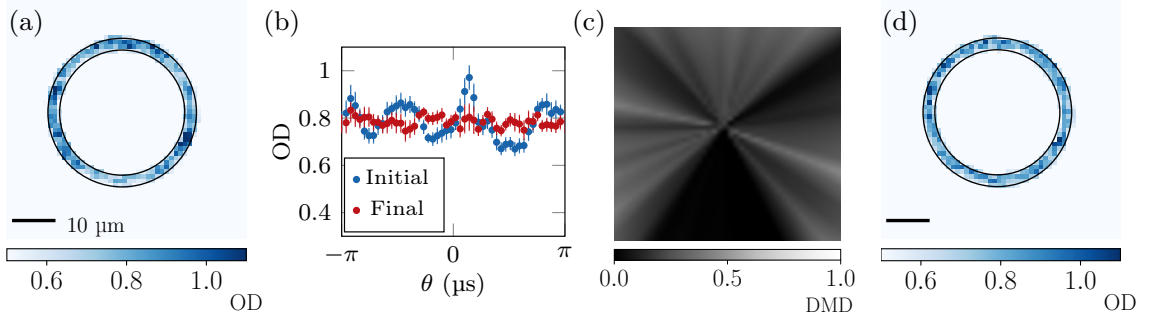 (a)
10 µm
0.6 0.8 1.0
OD
(b)
1
0.8
0.6
0.4
OD
Initial
Final
−π 0 π
θ (µs)
(c)
0.0 0.5 1.0
DMD
(d)
0.6 0.8 1.0
OD